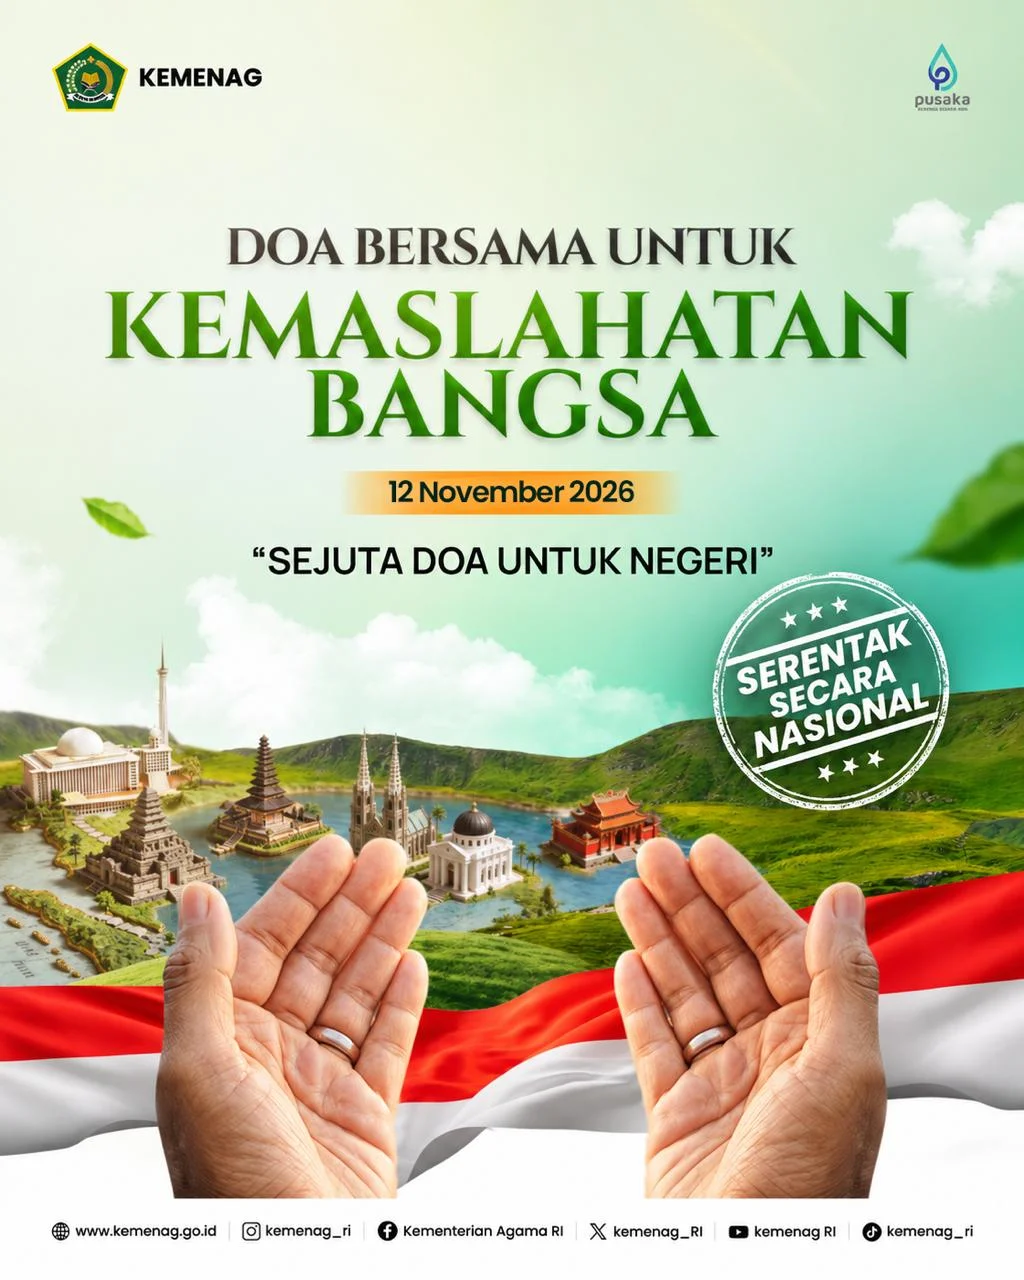 KEMENAG
pusaka
DOA BERSAMA UNTUK
KEMASLAHATAN
BANGSA
12 November 2026
“SEJUTA DOA UNTUK NEGERI”
SERENTAK
SECARA
NASIONAL
www.kemenag.go.id
kemenag_ri
Kementerian Agama RI
kemenag_RI
kemenag RI
kemenag_ri